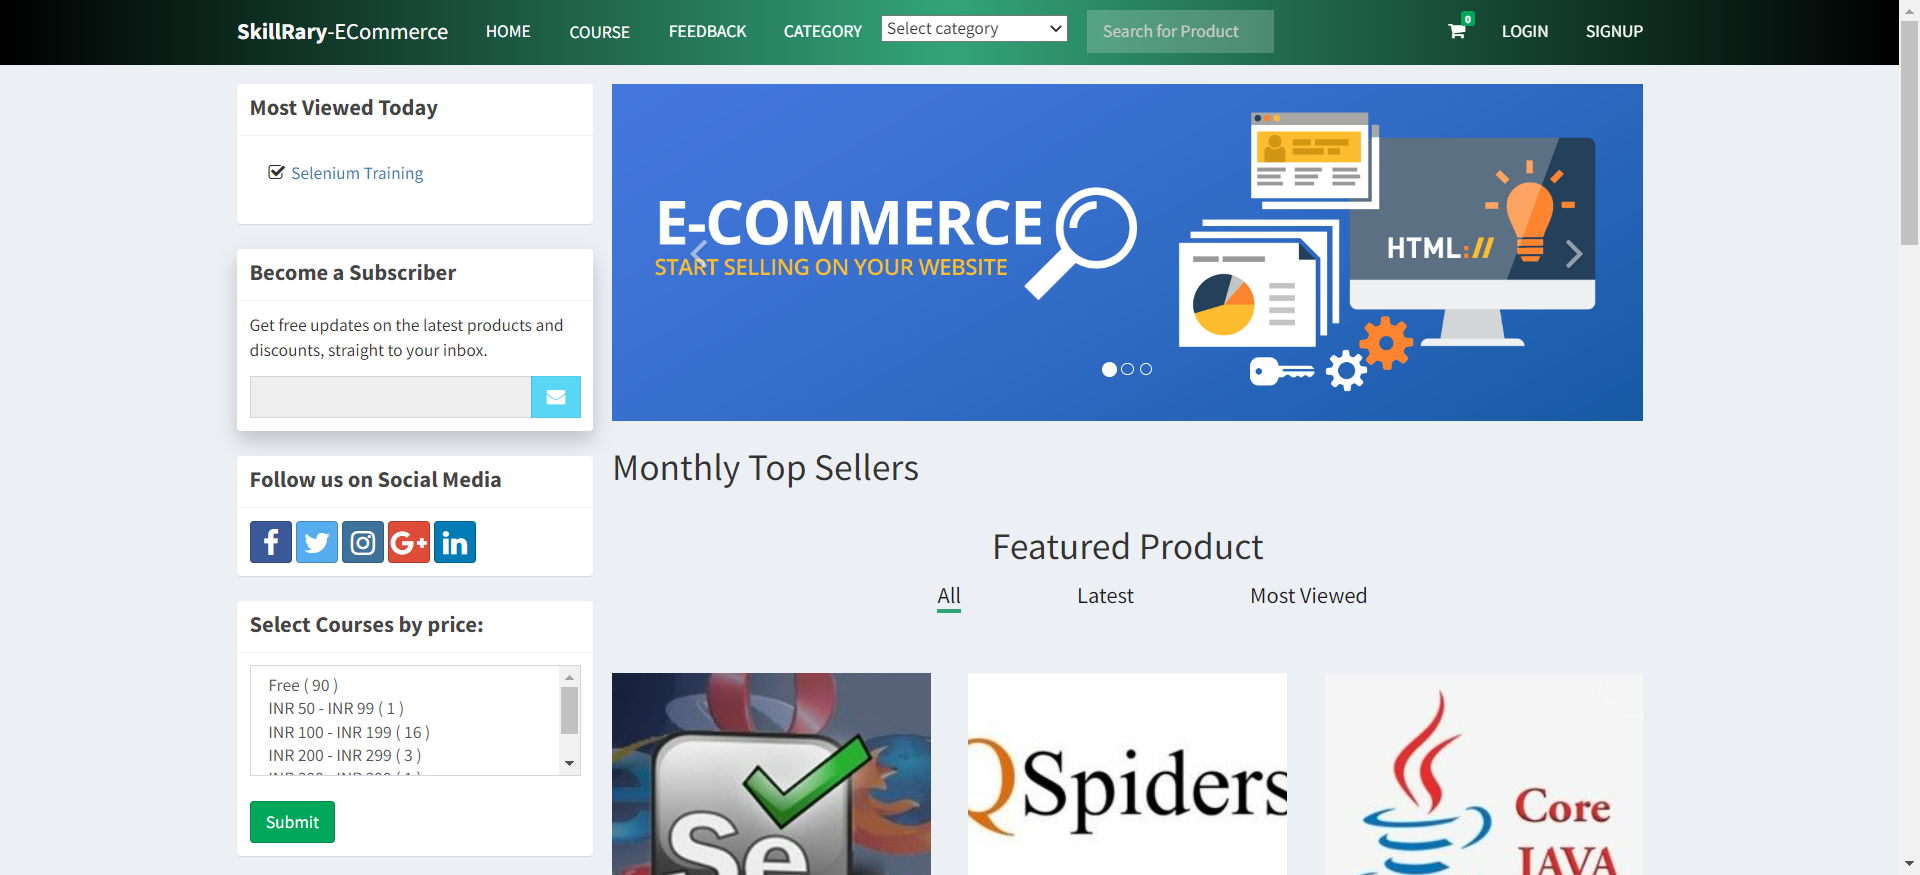 SkillRary-ECommerce HOME COURSE FEEDBACK CATEGORY Select category Search for Product 0 LOGIN SIGNUP
Most Viewed Today
Selenium Training
Become a Subscriber
Get free updates on the latest products and
discounts, straight to your inbox.
Follow us on Social Media
Select Courses by price:
Free ( 90 )
INR 50 - INR 99 ( 1 )
INR 100 - INR 199 ( 16 )
INR 200 - INR 299 ( 3 )
Submit
E-COMMERCE
START SELLING ON YOUR WEBSITE
HTML://
Monthly Top Sellers
Featured Product
All Latest Most Viewed
Se
QSpiders
Core
JAVA